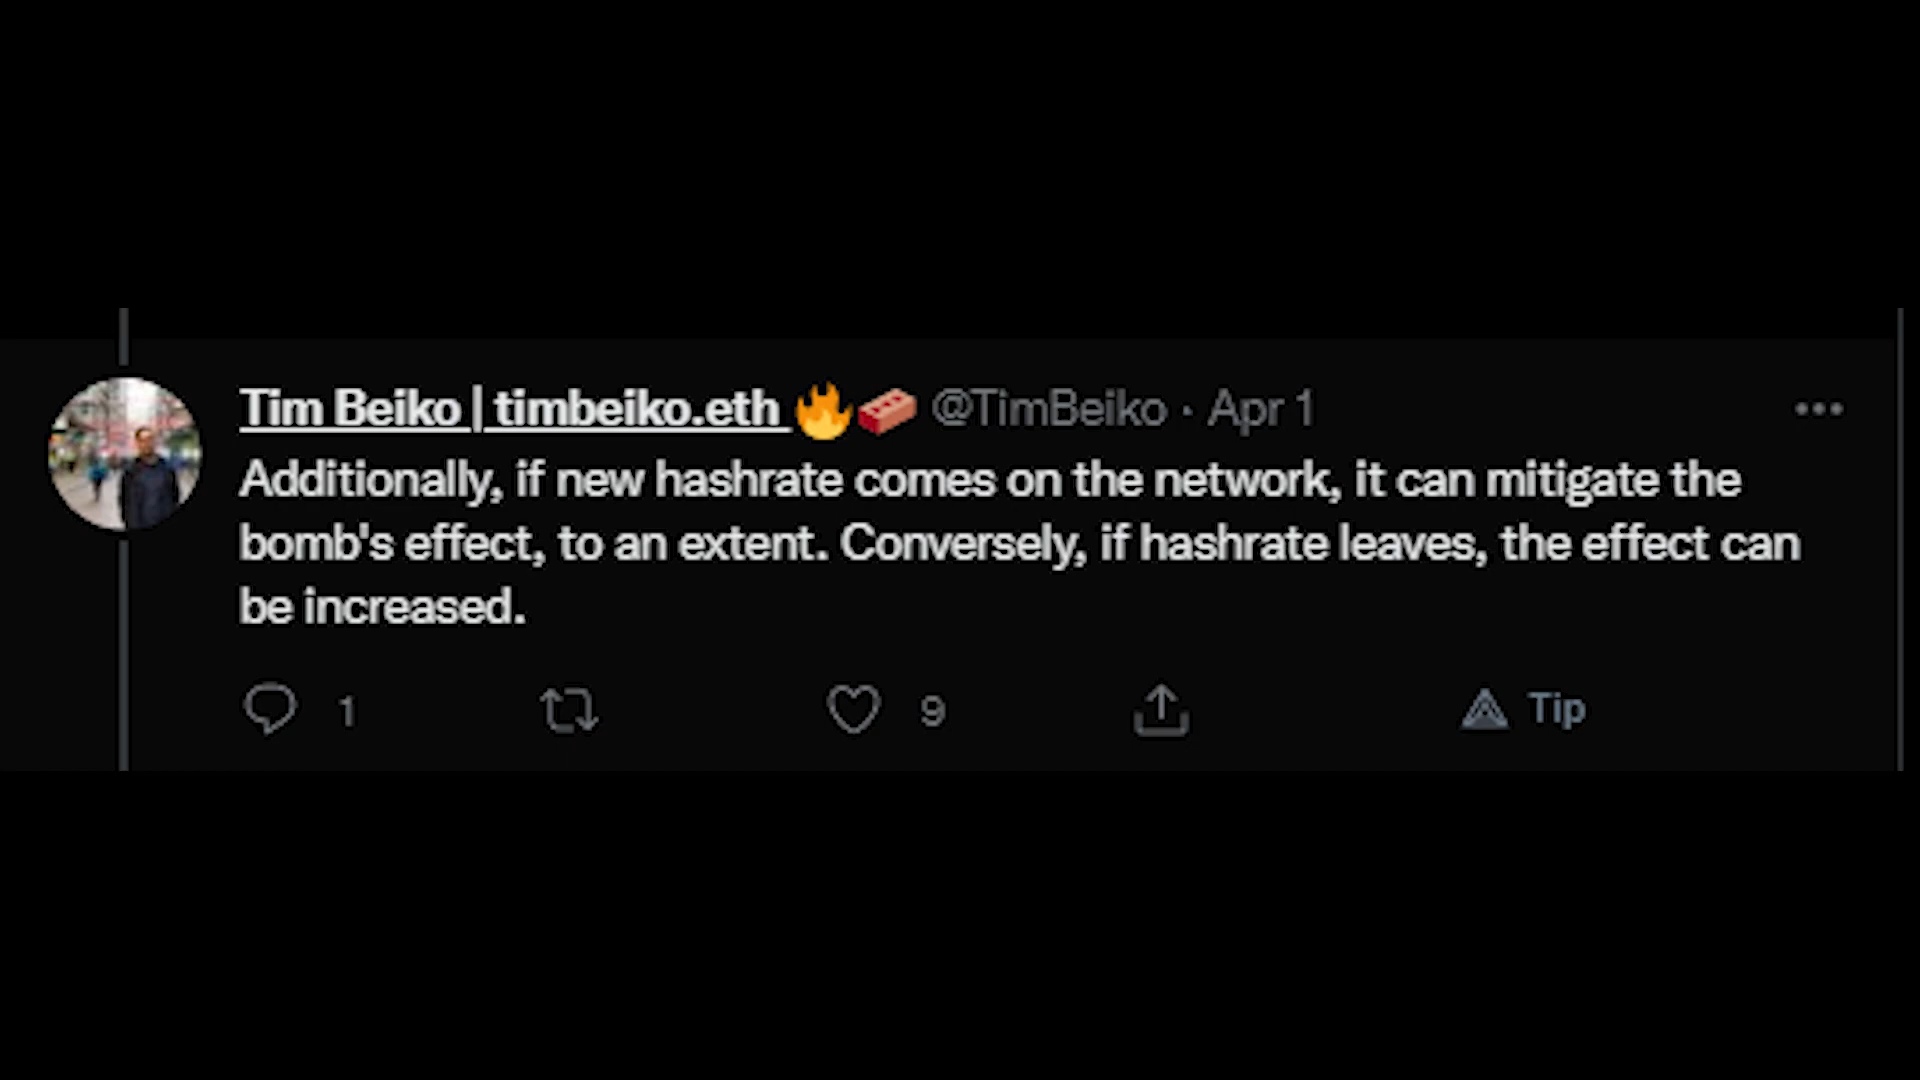 Tim Beiko | timbeiko.eth 🔥🧱 @TimBeiko · Apr 1
Additionally, if new hashrate comes on the network, it can mitigate the
bomb's effect, to an extent. Conversely, if hashrate leaves, the effect can
be increased.
1 9 Tip